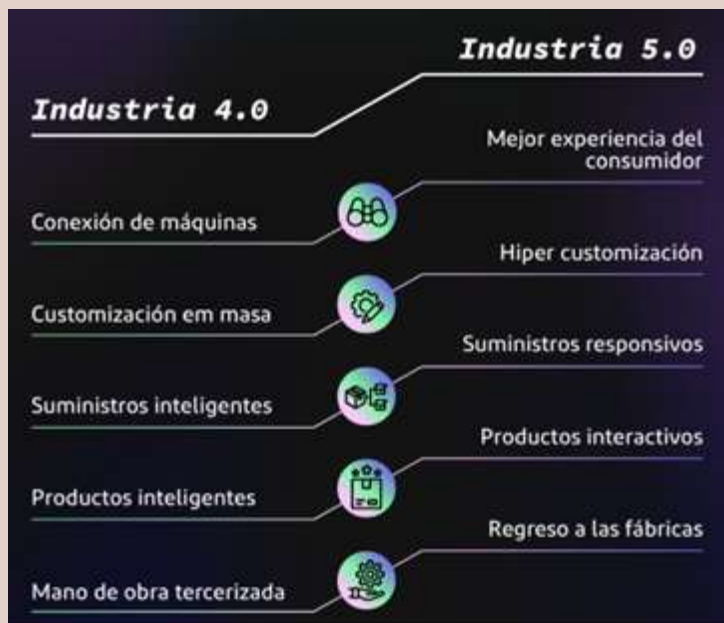 Industria 5.0
Industria 4.0
Mejor experiencia del
consumidor
Conexión de máquinas
Hiper customización
Customización em masa
Suministros responsivos
Suministros inteligentes
Productos interactivos
Productos inteligentes
Regreso a las fábricas
Mano de obra tercerizada